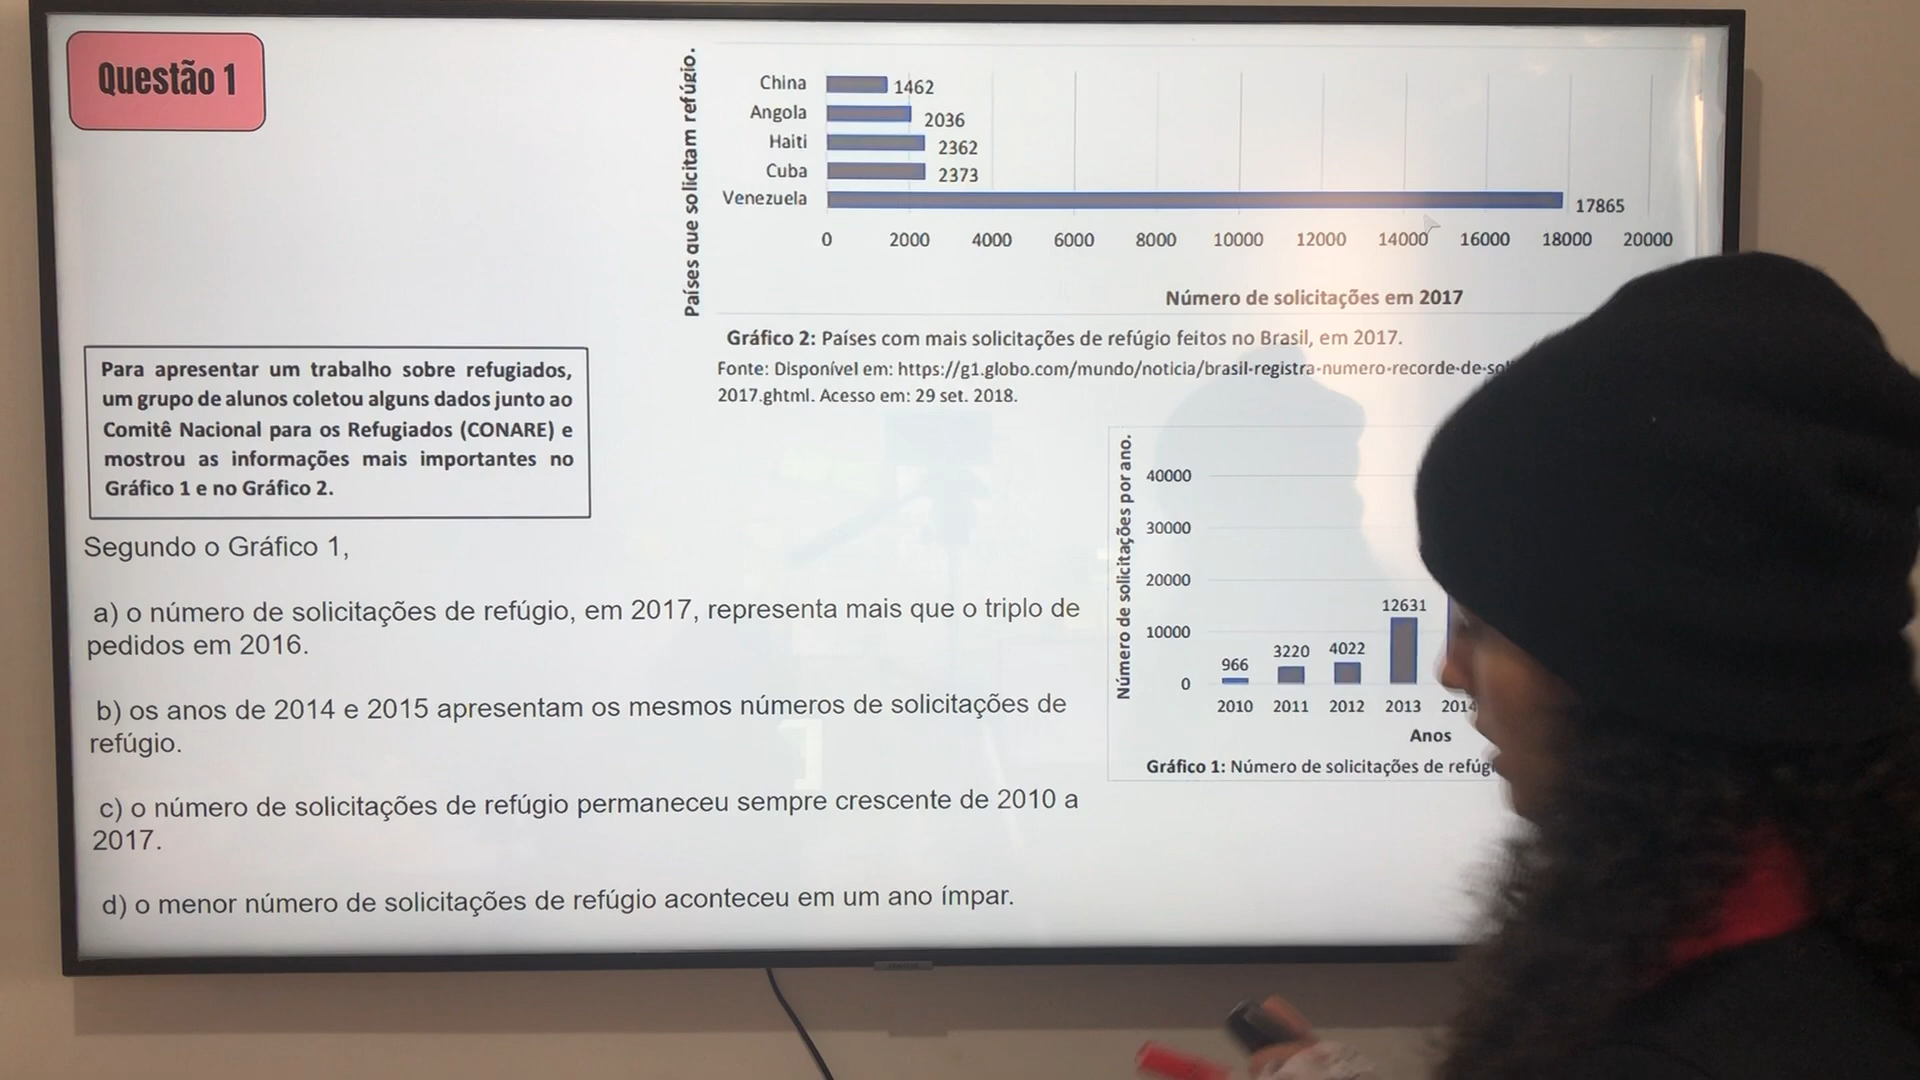 Questão 1
Países que solicitam refúgio.
China 1462
Angola 2036
Haiti 2362
Cuba 2373
Venezuela 17865
0 2000 4000 6000 8000 10000 12000 14000 16000 18000 20000
Número de solicitações em 2017
Gráfico 2: Países com mais solicitações de refúgio feitos no Brasil, em 2017.
Fonte: Disponível em: https://g1.globo.com/mundo/noticia/brasil-registra-numero-recorde-de-
2017.ghtml. Acesso em: 29 set. 2018.
Para apresentar um trabalho sobre refugiados,
um grupo de alunos coletou alguns dados junto ao
Comitê Nacional para os Refugiados (CONARE) e
mostrou as informações mais importantes no
Gráfico 1 e no Gráfico 2.
Segundo o Gráfico 1,
a) o número de solicitações de refúgio, em 2017, representa mais que o triplo de
pedidos em 2016.
b) os anos de 2014 e 2015 apresentam os mesmos números de solicitações de
refúgio.
c) o número de solicitações de refúgio permaneceu sempre crescente de 2010 a
2017.
d) o menor número de solicitações de refúgio aconteceu em um ano ímpar.
Número de solicitações por ano.
40000
30000
20000
10000
0
966 3220 4022 12631
2010 2011 2012 2013 2014
Anos
Gráfico 1: Número de solicitações de